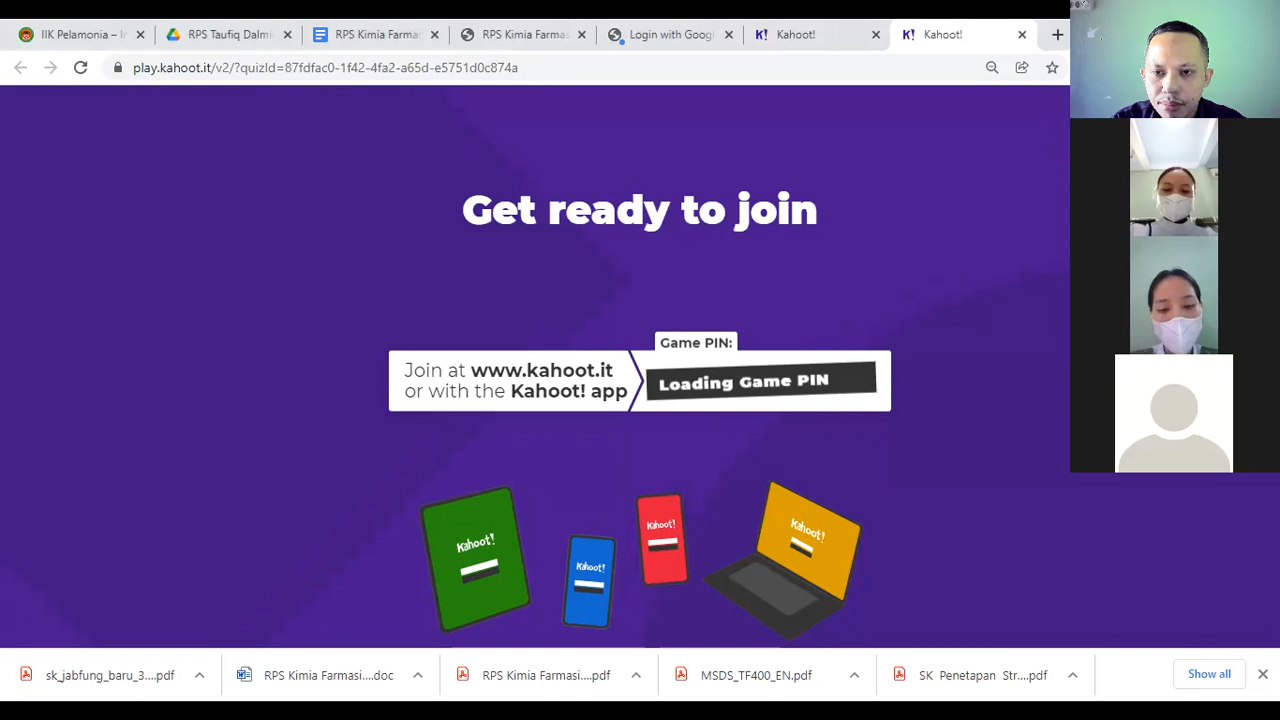 IIK Pelamonia – I
RPS Taufiq Dalmi
RPS Kimia Farmas
RPS Kimia Farmas
Login with Googl
K! Kahoot!
K! Kahoot!
play.kahoot.it/v2/?quizId=87fdfac0-1f42-4fa2-a65d-e5751d0c874a
Get ready to join
Game PIN:
Join at www.kahoot.it
or with the Kahoot! app
Loading Game PIN
Kahoot!
Kahoot!
Kahoot!
Kahoot!
sk_jabfung_baru_3....pdf
RPS Kimia Farmasi....doc
RPS Kimia Farmasi....pdf
MSDS_TF400_EN.pdf
SK Penetapan Str....pdf
Show all